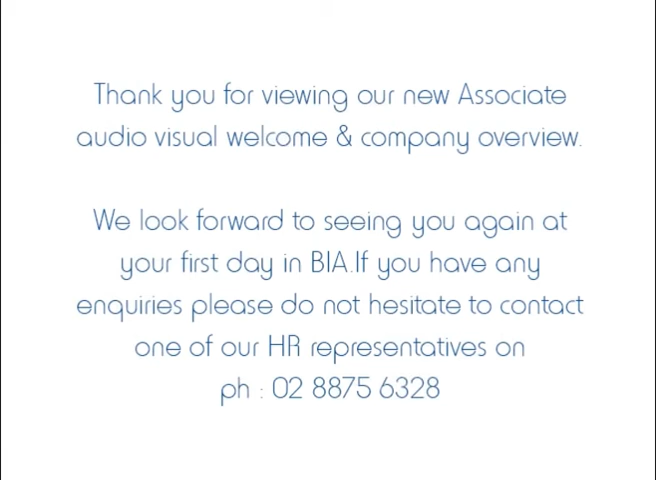 Thank you for viewing our new Associate
audio visual welcome & company overview.
We look forward to seeing you again at
your first day in BIA.If you have any
enquiries please do not hesitate to contact
one of our HR representatives on
ph : 02 8875 6328